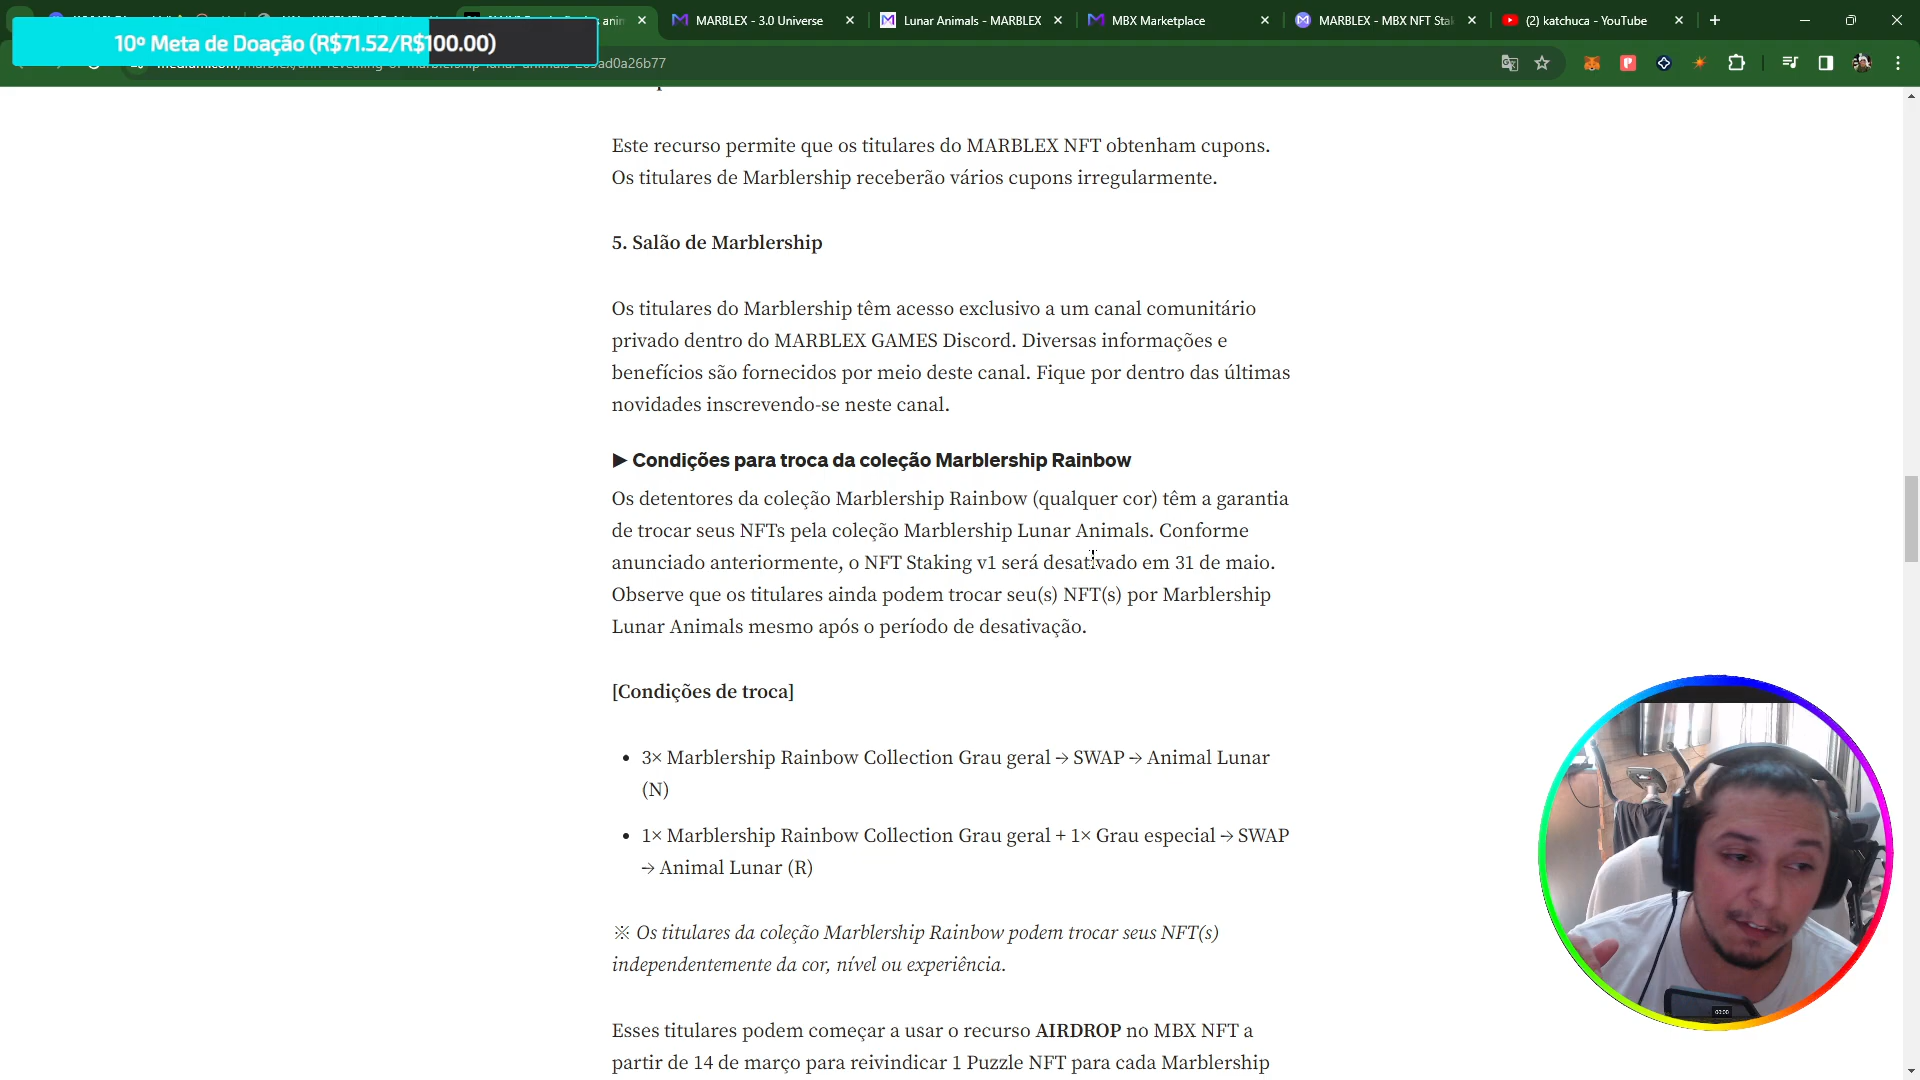 10º Meta de Doação (R$71.52/R$100.00)
MARBLEX - 3.0 Universe
Lunar Animals - MARBLEX
MBX Marketplace
MARBLEX - MBX NFT Sta
(2) katchuca - YouTube
Este recurso permite que os titulares do MARBLEX NFT obtenham cupons.
Os titulares de Marblership receberão vários cupons irregularmente.
5. Salão de Marblership
Os titulares do Marblership têm acesso exclusivo a um canal comunitário
privado dentro do MARBLEX GAMES Discord. Diversas informações e
benefícios são fornecidos por meio deste canal. Fique por dentro das últimas
novidades inscrevendo-se neste canal.
▶ Condições para troca da coleção Marblership Rainbow
Os detentores da coleção Marblership Rainbow (qualquer cor) têm a garantia
de trocar seus NFTs pela coleção Marblership Lunar Animals. Conforme
anunciado anteriormente, o NFT Staking v1 será desativado em 31 de maio.
Observe que os titulares ainda podem trocar seu(s) NFT(s) por Marblership
Lunar Animals mesmo após o período de desativação.
[Condições de troca]
• 3× Marblership Rainbow Collection Grau geral → SWAP → Animal Lunar
(N)
• 1× Marblership Rainbow Collection Grau geral + 1× Grau especial → SWAP
→ Animal Lunar (R)
※ Os titulares da coleção Marblership Rainbow podem trocar seus NFT(s)
independentemente da cor, nível ou experiência.
Esses titulares podem começar a usar o recurso AIRDROP no MBX NFT a
partir de 14 de março para reivindicar 1 Puzzle NFT para cada Marblership
00:00